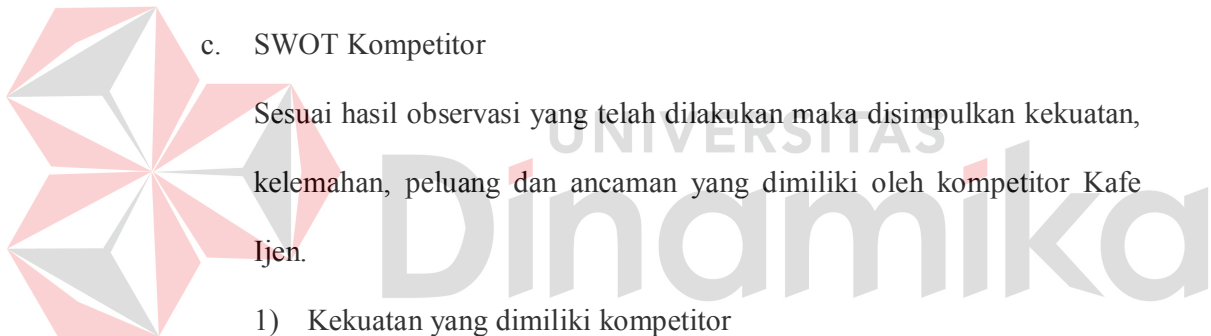 c. SWOT Kompetitor
Sesuai hasil observasi yang telah dilakukan maka disimpulkan kekuatan,
UNIVERSITAS
kelemahan, peluang dan ancaman yang dimiliki oleh kompetitor Kafe
Dinamika
Ijen.
1) Kekuatan yang dimiliki kompetitor